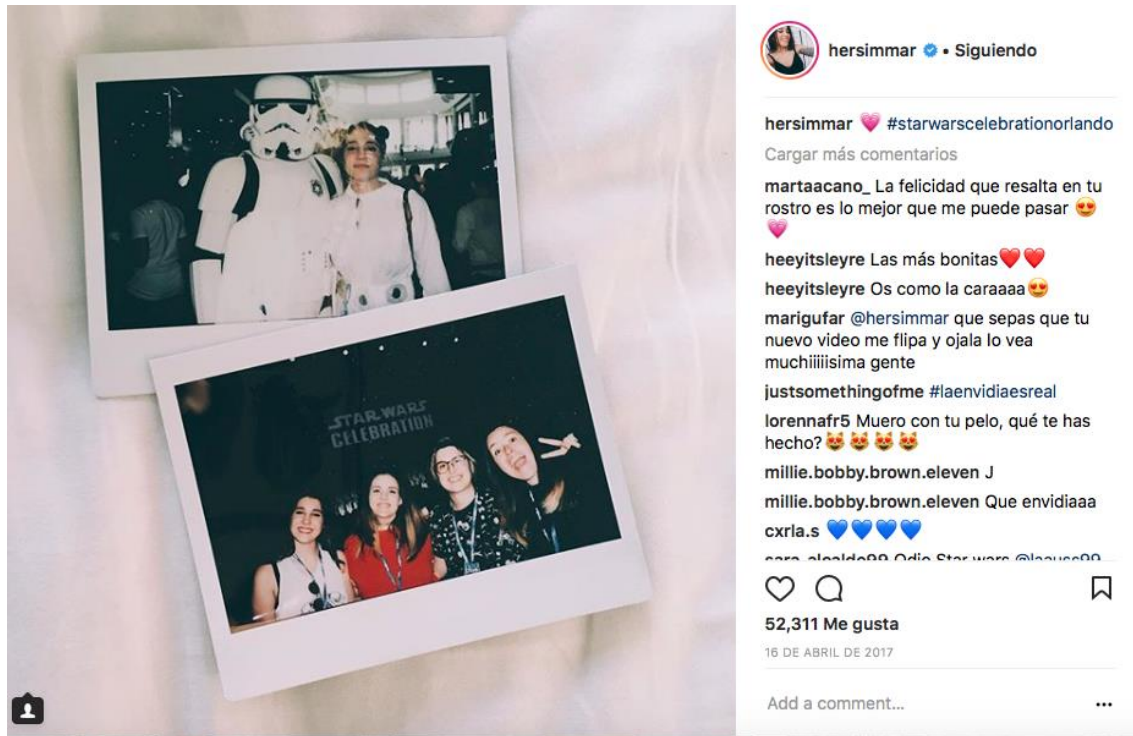 STAR WARS
CELEBRATION
hersimmar • Siguiendo
hersimmar 💗 #starwarscelebrationorlando
Cargar más comentarios
martaacano_ La felicidad que resalta en tu
rostro es lo mejor que me puede pasar 😍
💗
heeyitsleyre Las más bonitas❤️❤️
heeyitsleyre Os como la caraaaa😍
marigufar @hersimmar que sepas que tu
nuevo video me flipa y ojala lo vea
muchiiiiisima gente
justsomethingofme #laenvidiaesreal
lorennafr5 Muero con tu pelo, qué te has
hecho?😻😻😻😻
millie.bobby.brown.eleven J
millie.bobby.brown.eleven Que envidiaaa
cxrla.s 💙💙💙💙
Odio Star wars
52,311 Me gusta
16 DE ABRIL DE 2017
Add a comment...